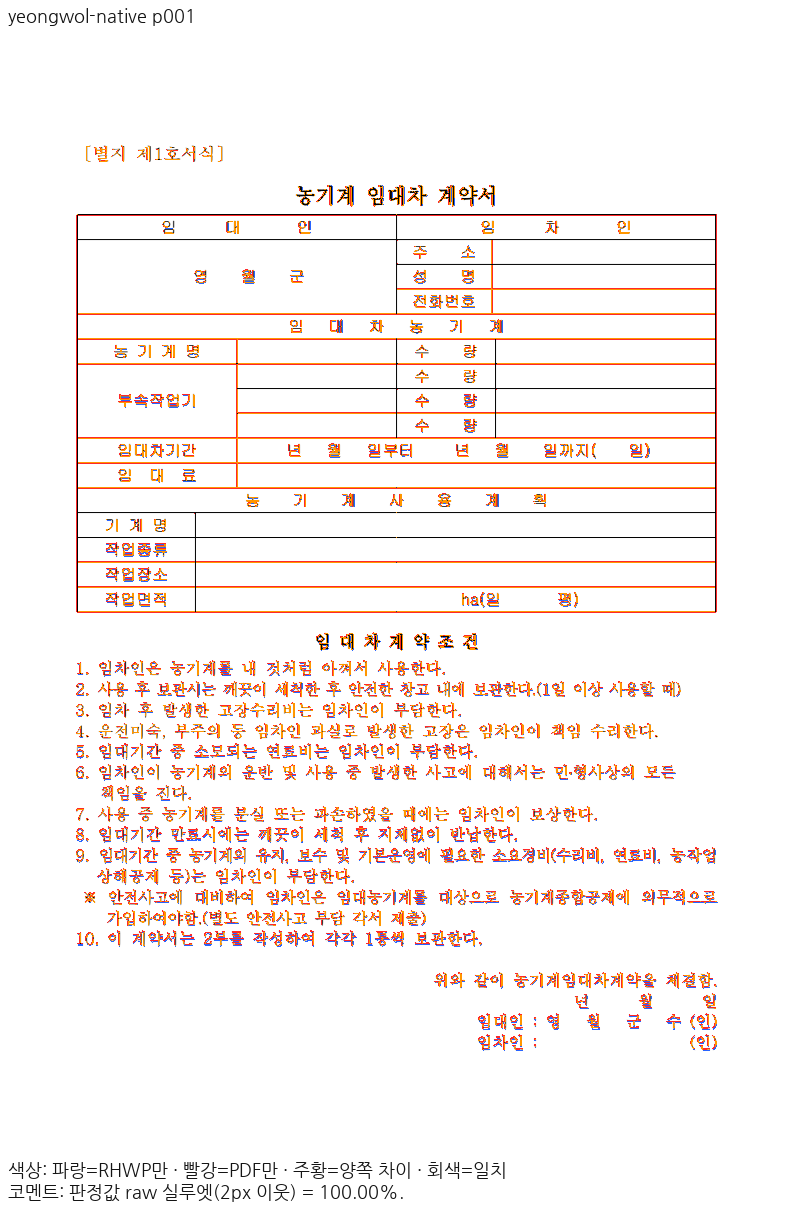 yeongwol-native p001
[별지 제1호서식]
농기계 임대차 계약서
임 대 인 임 차 인
영 월 군 주 소
성 명
전화번호
임 대 차 농 기 계
농 기 계 명 수 량
부속작업기 수 량
수 량
수 량
임대차기간 년 월 일부터 년 월 일까지( 일)
임 대 료
농 기 계 사 용 계 획
기 계 명
작업종류
작업장소
작업면적 ha(일 평)
임 대 차 계 약 조 건
1. 임차인은 농기계를 내 것처럼 아껴서 사용한다.
2. 사용 후 보관시는 깨끗이 세척한 후 안전한 창고 내에 보관한다.(1일 이상 사용할 때)
3. 임차 후 발생한 고장수리비는 임차인이 부담한다.
4. 운전미숙, 부주의 등 임차인 과실로 발생한 고장은 임차인이 책임 수리한다.
5. 임대기간 중 소모되는 연료비는 임차인이 부담한다.
6. 임차인이 농기계의 운반 및 사용 중 발생한 사고에 대해서는 민·형사상의 모든
책임을 진다.
7. 사용 중 농기계를 분실 또는 파손하였을 때에는 임차인이 보상한다.
8. 임대기간 만료시에는 깨끗이 세척 후 지체없이 반납한다.
9. 임대기간 중 농기계의 유지, 보수 및 기본운영에 필요한 소요경비(수리비, 연료비, 농작업
상해공제 등)는 임차인이 부담한다.
※ 안전사고에 대비하여 임차인은 임대농기계를 대상으로 농기계종합공제에 의무적으로
가입하여야함.(별도 안전사고 부담 각서 제출)
10. 이 계약서는 2부를 작성하여 각각 1통씩 보관한다.
위와 같이 농기계임대차계약을 체결함.
년 월 일
임대인 : 영 월 군 수 (인)
임차인 : (인)
색상: 파랑=RHWP만 · 빨강=PDF만 · 주황=양쪽 차이 · 회색=일치
코멘트: 판정값 raw 실루엣(2px 이웃) = 100.00%.